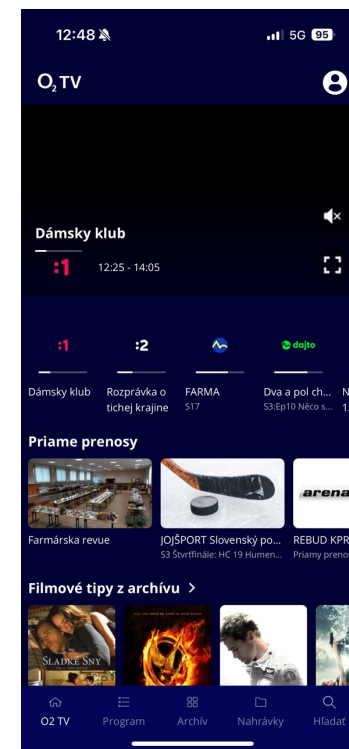 12:48
5G 95
O2 TV
Dámsky klub
:1 12:25 - 14:05
:1 :2 dajto
Dámsky klub Rozprávka o tichej krajine FARMA S17 Dva a pol ch... S3:Ep10 Něco s...
Priame prenosy
arena
Farmárska revue JOJŠPORT Slovenský po... REBUD KPR
S3 Štvrťfinále: HC 19 Humen... Priamy preno
Filmové tipy z archívu >
SLADKÉ SNY
O2 TV Program Archív Nahrávky Hľadať